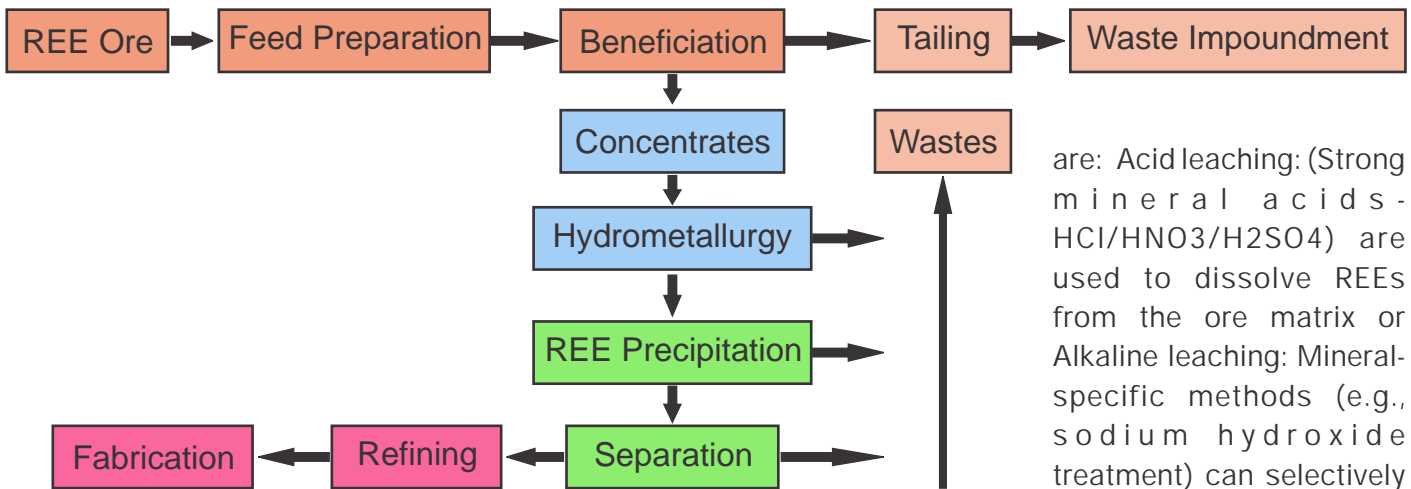 REE Ore
Feed Preparation
Beneficiation
Tailing
Waste Impoundment
Concentrates
Wastes
Hydrometallurgy
REE Precipitation
Fabrication
Refining
Separation
are: Acid leaching: (Strong
mineral acids-
HCl/HNO3/H2SO4) are
used to dissolve REEs
from the ore matrix or
Alkaline leaching: Mineral-
specific methods (e.g.,
sodium hydroxide
treatment) can selectively